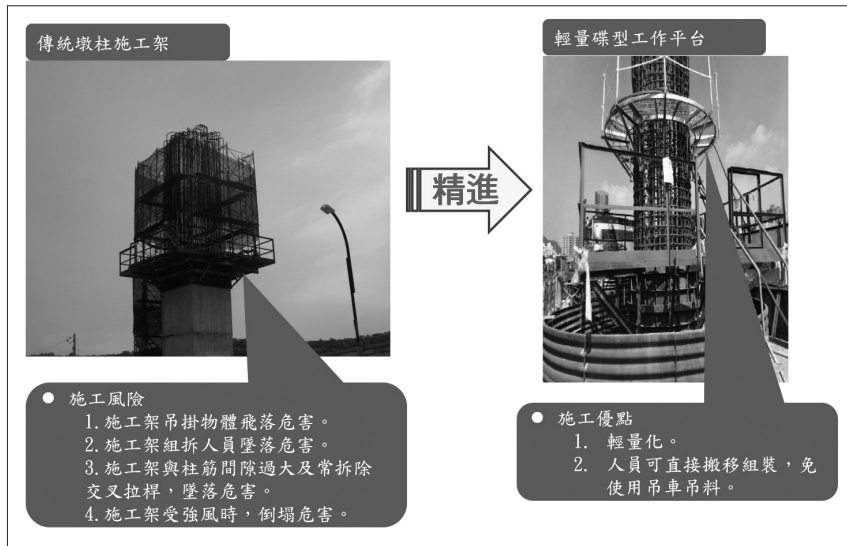 傳統墩柱施工架
輕量碟型工作平台
精進
● 施工風險
1.施工架吊掛物體飛落危害。
2.施工架組拆人員墜落危害。
3.施工架與柱筋間隙過大及常拆除
交叉拉桿，墜落危害。
4.施工架受強風時，倒塌危害。
● 施工優點
1. 輕量化。
2. 人員可直接搬移組裝，免
使用吊車吊料。